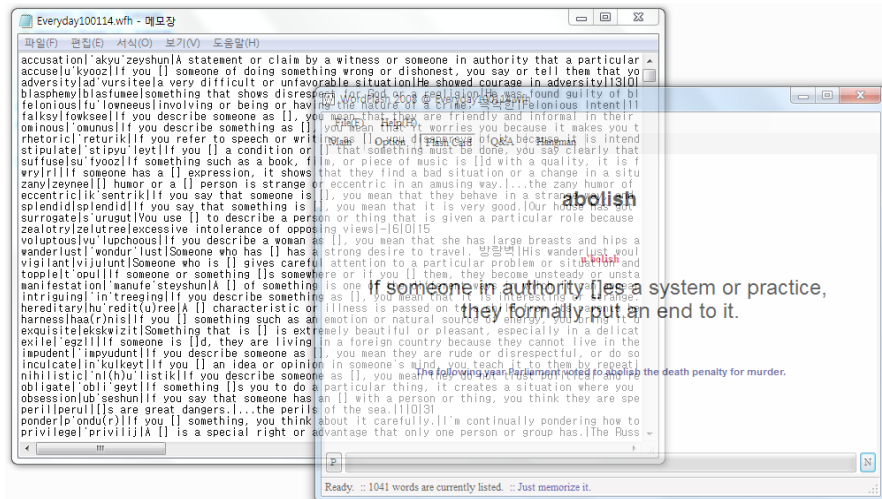 Everyday100114.wfh - 메모장
파일(F) 편집(E) 서식(O) 보기(V) 도움말(H)
accusation|'akyu'zeyshun|A statement or claim by a witness or someone in authority that a particular
accuse|u'kyooz|If you [] someone of doing something wrong or dishonest, you say or tell them that yo
adversity|ad'vursitee|a very difficult or unfavorable situation|He showed courage in adversity|13|0|
blasphemy|blasfumee|something that shows disrespect for God or a religion|He was found guilty of bl
felonious|fu'lowneeus|involving or being or having the nature of a crime;
falksy|fowksee|If you describe someone as [], you mean that they are friendly and informal in their
ominous|'omunus|If you describe something as [], you mean that it worries you because it makes you t
rhetoric|'returik|If you refer to speech or writing as [], you disapprove of it because it is intend
stipulate|'stipyu'leyt|If you [] a condition or [] that something must be done, you say clearly that
suffuse|su'fyooz|If something such as a book, film, or piece of music is []d with a quality, it is f
wry|r||If someone has a [] expression, it shows that they find a bad situation or a change in a situ
zany|zeynee|[] humor or a [] person is strange or eccentric in an amusing way.|...the zany humor of
eccentric|ik'sentrik|If you say that someone is [], you mean that they behave in a strange
splendid|splendid|If you say that something is [], you mean that it is very good.|Our house has got
surrogate|s'urugut|You use [] to describe a person or thing that is given a particular role because
zealotry|zelutree|excessive intolerance of opposing views|-|6|0|15
voluptous|vu'lupchoous|If you describe a woman as [], you mean that she has large breasts and hips a
wanderlust|'wondur'lust|Someone who has [] has a strong desire to travel. 방랑벽|His wanderlust woul
vigilant|vijulunt|Someone who is [] gives careful attention to a particular problem or situation and
topple|t'opul|If someone or something []s somewhere or if you [] them, they become unsteady or unsta
manifestation|'manufe'steyshun|A [] of something is one of the different ways in which it can
intriguing|'in'treeging|If you describe something as [], you mean that it is interesting or strange.
hereditary|hu'redit(u)ree|A [] characteristic or illness is passed on to a child from its parents
harness|haa(r)nis|If you [] something such as an emotion or natural source of energy, you bring it
exquisite|ekskwizit|Something that is [] is extremely beautiful or pleasant, especially in a delicat
exile|'egzIl|If someone is []d, they are living in a foreign country because they cannot live in the
impudent|'impyudunt|If you describe someone as [], you mean they are rude or disrespectful, or do so
inculcate|in'kulkeyt|If you [] an idea or opinion in someone's mind, you teach it to them by repeati
nihilistic|'nI(h)u'listik|If you describe someone as [], you mean they do not trust political and re
obligate|'obli'geyt|If something []s you to do a particular thing, it creates a situation where you
obsession|ub'seshun|If you say that someone has an [] with a person or thing, you think they are spe
peril|perul|[]s are great dangers.|...the perils of the sea.|1|0|31
ponder|p'ondu(r)|If you [] something, you think about it carefully.|I'm continually pondering how to
privilege|'privilij|A [] is a special right or advantage that only one person or group has.|The Russ
WordFlash 2008 @ Everyday100114.wfh
File(F) Help(H)
Main Option Flash Card Q&A Hangman
abolish
u'bolish
If someone in authority []es a system or practice,
they formally put an end to it.
The following year Parliament voted to abolish the death penalty for murder.
P
N
Ready. :: 1041 words are currently listed. :: Just memorize it.